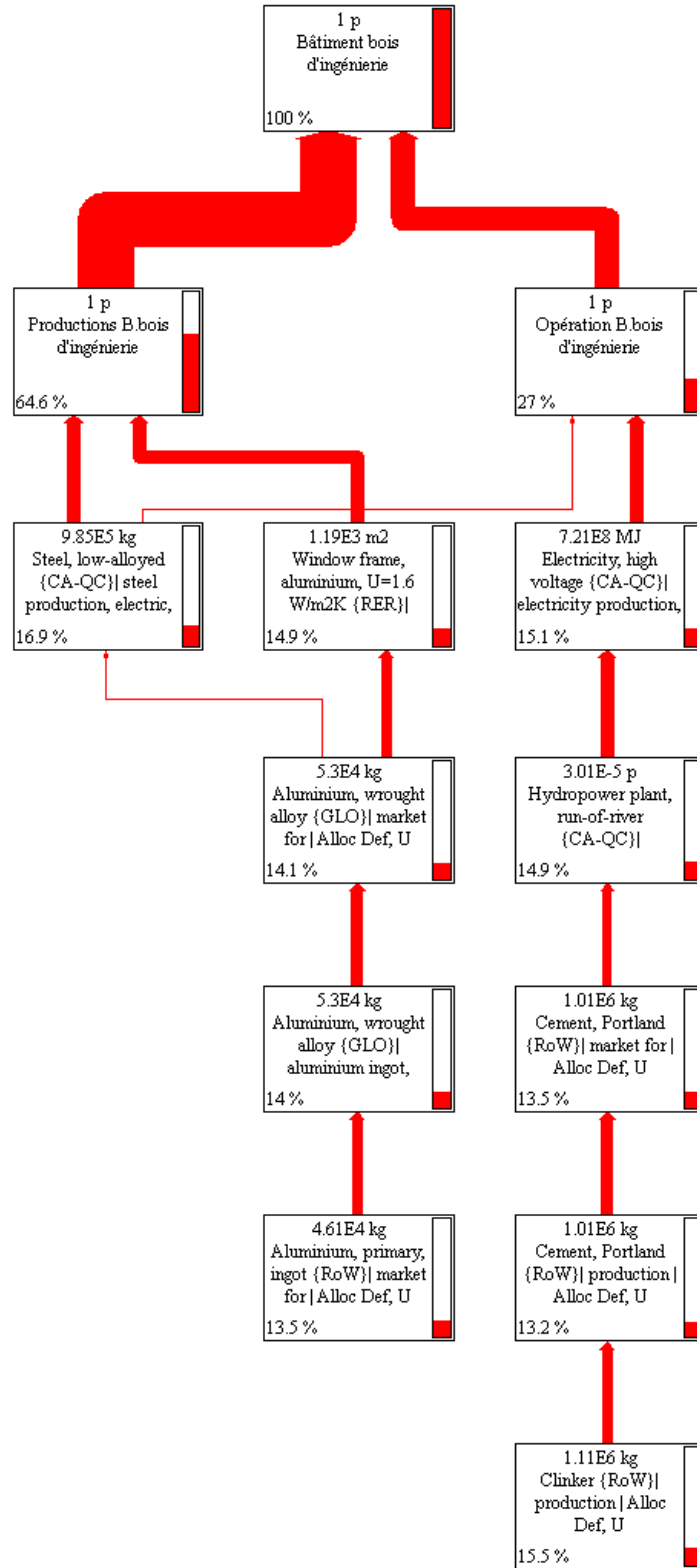 1 p
Bâtiment bois
d'ingénierie
100 %
1 p
Productions B.bois
d'ingénierie
64.6 %
1 p
Opération B.bois
d'ingénierie
27 %
9.85E5 kg
Steel, low-alloyed
{CA-QC}| steel
production, electric,
16.9 %
1.19E3 m2
Window frame,
aluminium, U=1.6
W/m2K {RER}|
14.9 %
7.21E8 MJ
Electricity, high
voltage {CA-QC}|
electricity production,
15.1 %
5.3E4 kg
Aluminium, wrought
alloy {GLO}| market
for | Alloc Def, U
14.1 %
3.01E-5 p
Hydropower plant,
run-of-river
{CA-QC}|
14.9 %
5.3E4 kg
Aluminium, wrought
alloy {GLO}|
aluminium ingot,
14 %
1.01E6 kg
Cement, Portland
{RoW}| market for |
Alloc Def, U
13.5 %
4.61E4 kg
Aluminium, primary,
ingot {RoW}| market
for | Alloc Def, U
13.5 %
1.01E6 kg
Cement, Portland
{RoW}| production |
Alloc Def, U
13.2 %
1.11E6 kg
Clinker {RoW}|
production | Alloc
Def, U
15.5 %